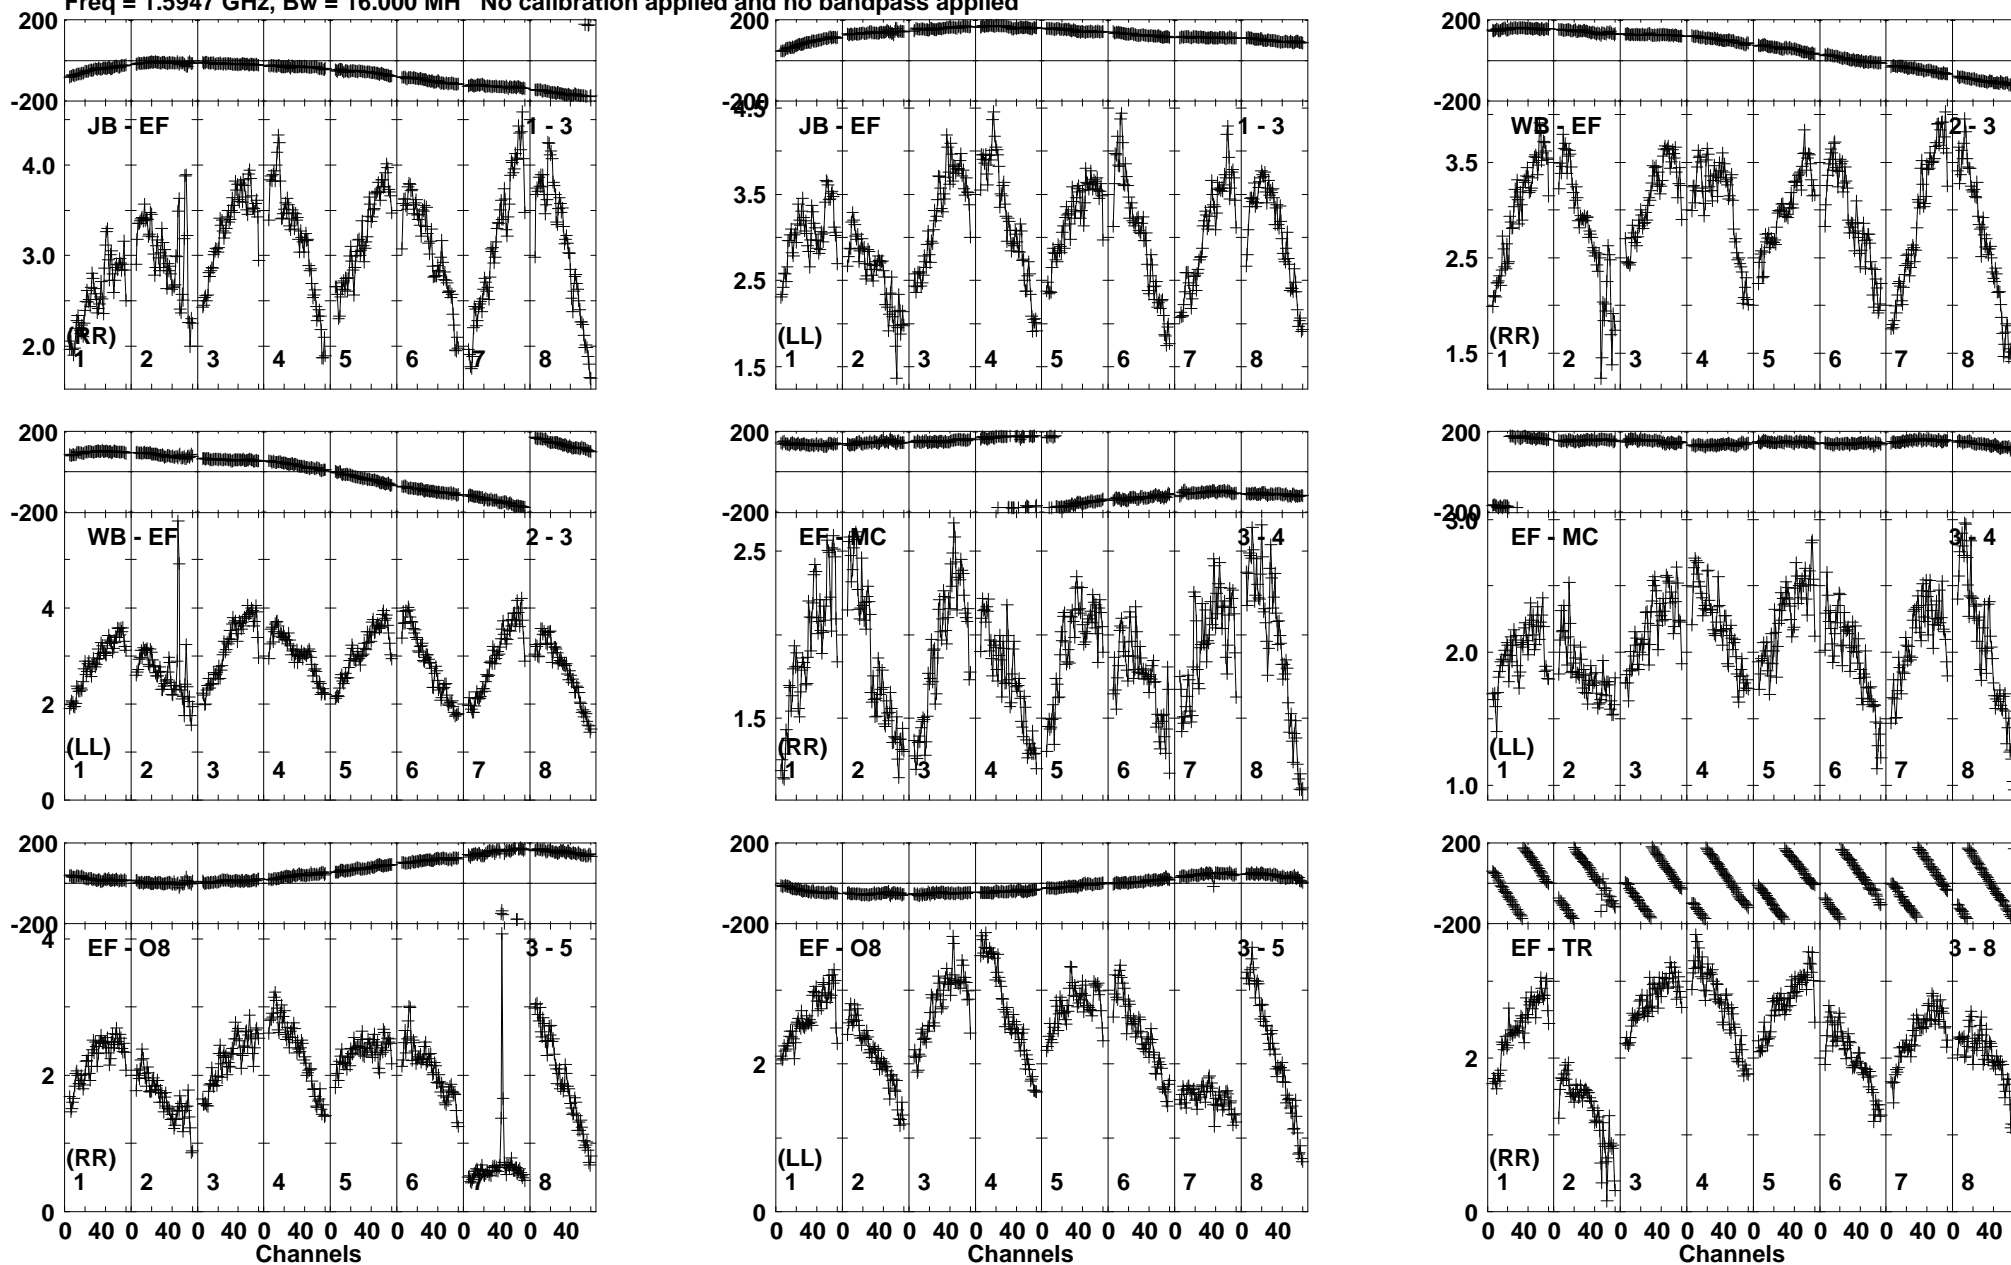 Freq = 1.5947 GHz, Bw = 16.000 MH No calibration applied and no bandpass applied
200 200 200
-200 -200 -200
JB - EF 1 - 3 4.5 JB - EF 1 - 3 WB - EF 2 - 3
4.0 3.5 3.5
3.0 2.5 2.5
2.0 1.5 1.5
(RR) (LL) (RR)
1 2 3 4 5 6 7 8 1 2 3 4 5 6 7 8 1 2 3 4 5 6 7 8
200 200 200
-200 -200 -200
WB - EF 2 - 3 EF - MC 3 - 4 3.0 EF - MC 3 - 4
4 2.5 2.0
2 1.5 1.0
0
(LL) (RR) (LL)
1 2 3 4 5 6 7 8 1 2 3 4 5 6 7 8 1 2 3 4 5 6 7 8
200 200 200
-200 -200 -200
4 EF - O8 3 - 5 EF - O8 3 - 5 EF - TR 3 - 8
2 2 2
(RR) (LL) (RR)
1 2 3 4 5 6 7 8 1 2 3 4 5 6 7 8 1 2 3 4 5 6 7 8
0 0 0
0 40 0 40 0 40 0 40 0 40 0 40 0 40 0 40 0 40 0 40 0 40 0 40 0 40 0 40 0 40 0 40 0 40 0 40 0 40 0 40 0 40 0 40 0 40 0 40
Channels Channels Channels